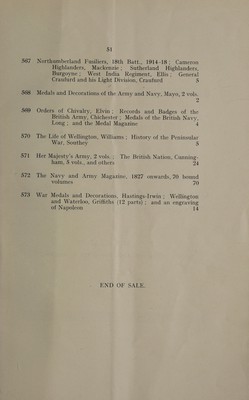 51
567 Northumberland Fusiliers, 18th Batt., 1914-18 ; Cameron
Highlanders, Mackenzie ; Sutherland Highlanders,
Burgoyne ; West India Regiment, Ellis ; General
Craufurd and his Light Division, Craufurd 5
568 Medals and Decorations of the Army and Navy, Mayo, 2 vols.
2
569 Orders of Chivalry, Elvin ; Records and Badges of the
British Army, Chichester ; Medals of the British Navy,
Long ; and the Medal Magazine 4
570 The Life of Wellington, Williams ; History of the Peninsular
War, Southey 8
571 Her Majesty's Army, 2 vols. ; The British Nation, Cunning-
ham, 5 vols., and others 24
572 The Navy and Army Magazine, 1827 onwards, 70 bound
volumes 70
573 War Medals and Decorations, Hastings-Irwin ; Wellington
and Waterloo, Griffiths (12 parts) ; and an engraving
of Napoleon 14
END OF SALE.